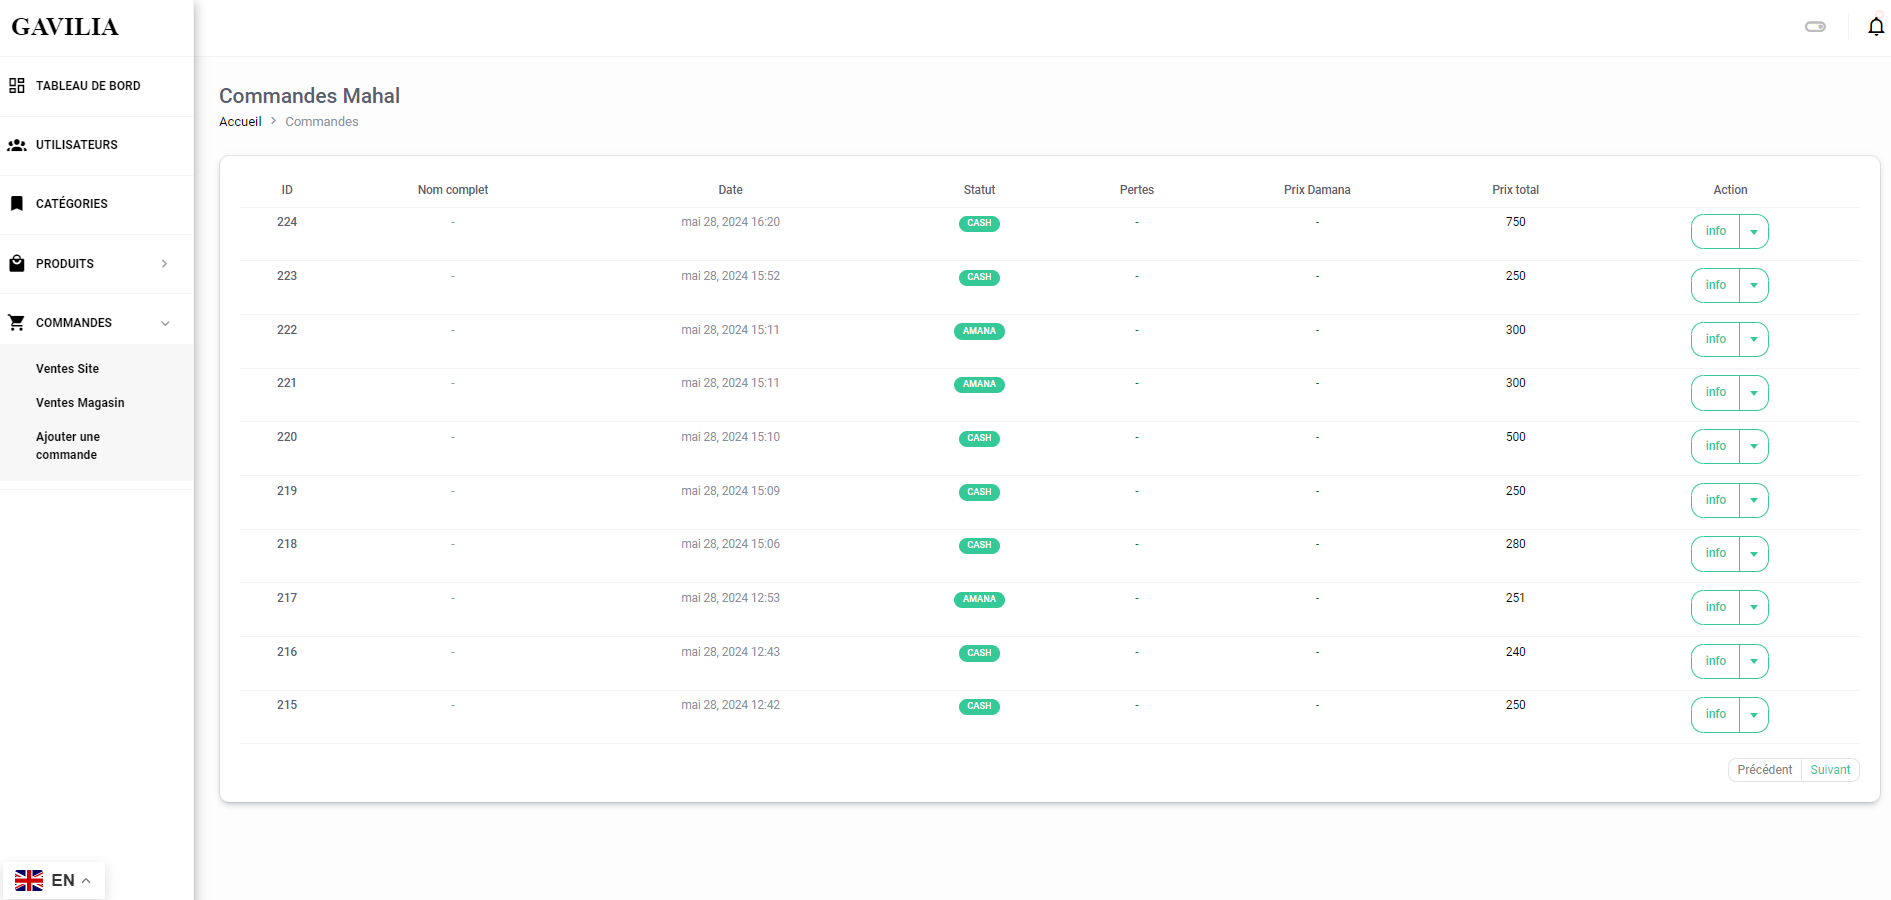 GAVILIA
TABLEAU DE BORD
UTILISATEURS
CATÉGORIES
PRODUITS
COMMANDES
Ventes Site
Ventes Magasin
Ajouter une
commande
EN
Commandes Mahal
Accueil > Commandes
ID Nom complet Date Statut Pertes Prix Damana Prix total Action
224 - mai 28, 2024 16:20 CASH - - 750 info
223 - mai 28, 2024 15:52 CASH - - 250 info
222 - mai 28, 2024 15:11 AMANA - - 300 info
221 - mai 28, 2024 15:11 AMANA - - 300 info
220 - mai 28, 2024 15:10 CASH - - 500 info
219 - mai 28, 2024 15:09 CASH - - 250 info
218 - mai 28, 2024 15:06 CASH - - 280 info
217 - mai 28, 2024 12:53 AMANA - - 251 info
216 - mai 28, 2024 12:43 CASH - - 240 info
215 - mai 28, 2024 12:42 CASH - - 250 info
Précédent Suivant